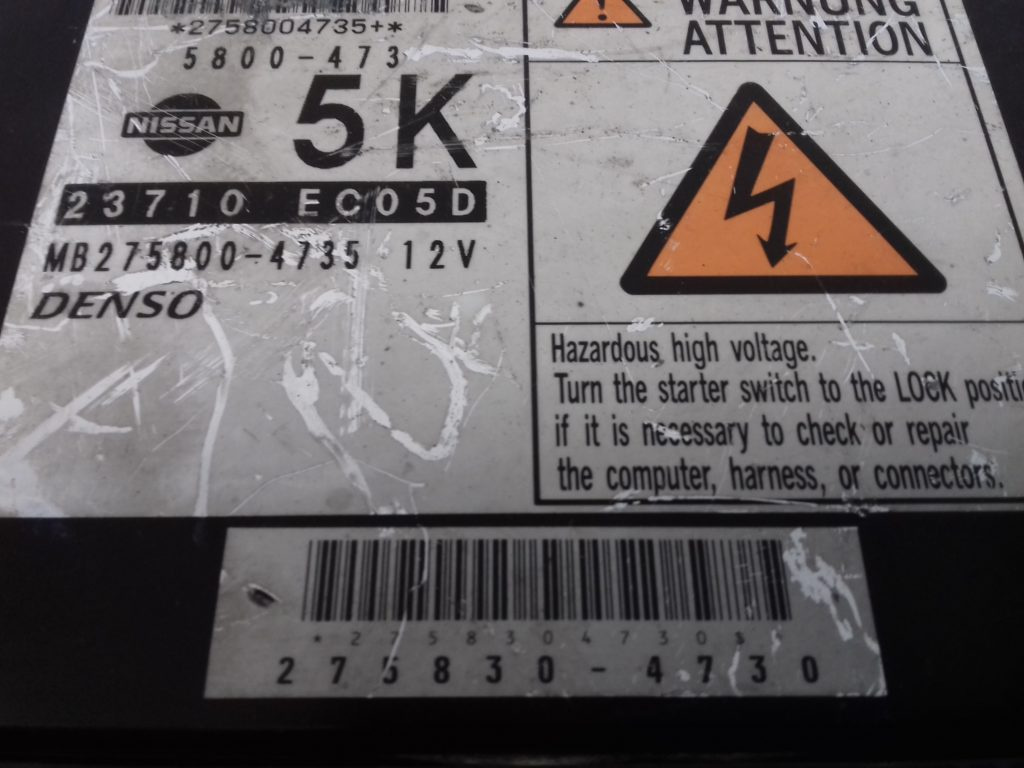 *2758004735+*
5800-473
NISSAN
5K
23710 EC05D
MB275800-4735 12V
DENSO
WARNUNG
ATTENTION
Hazardous high voltage.
Turn the starter switch to the LOCK positi
if it is necessary to check or repair
the computer, harness, or connectors.
*2758304730$
275830-4730